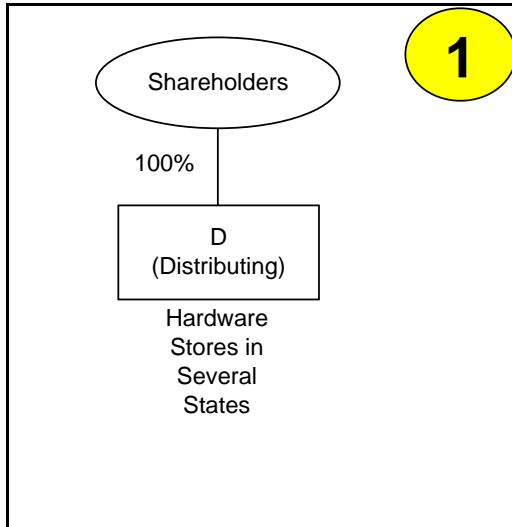 1
Shareholders
100%
D
(Distributing)
Hardware
Stores in
Several
States